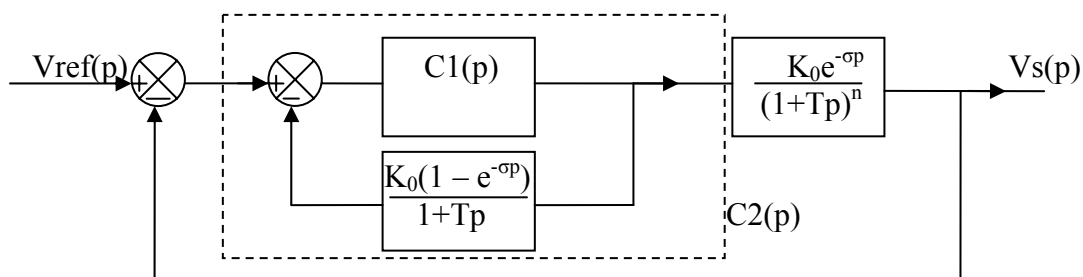 Vref(p)
+
−
+
−
C1(p)
K₀e^-σp
(1+Tp)ⁿ
Vs(p)
K₀(1 – e^-σp)
1+Tp
C2(p)